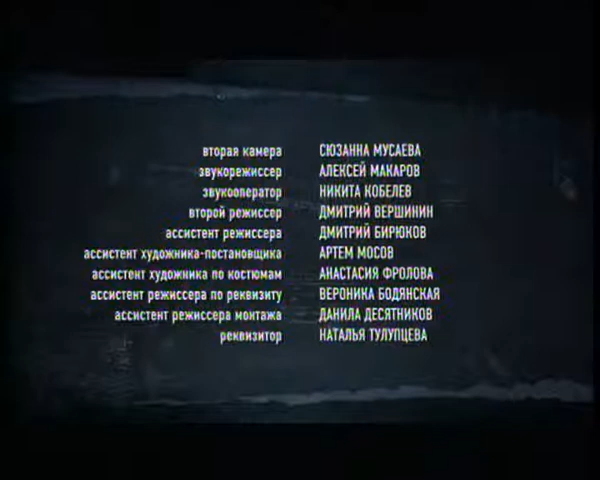 вторая камера СЮЗАННА МУСАЕВА
звукорежиссер АЛЕКСЕЙ МАКАРОВ
звукооператор НИКИТА КОБЕЛЕВ
второй режиссер ДМИТРИЙ ВЕРШИНИН
ассистент режиссера ДМИТРИЙ БИРЮКОВ
ассистент художника-постановщика АРТЕМ МОСОВ
ассистент художника по костюмам АНАСТАСИЯ ФРОЛОВА
ассистент режиссера по реквизиту ВЕРОНИКА БОДЯНСКАЯ
ассистент режиссера монтажа ДАНИЛА ДЕСЯТНИКОВ
реквизитор НАТАЛЬЯ ТУЛУПЦЕВА